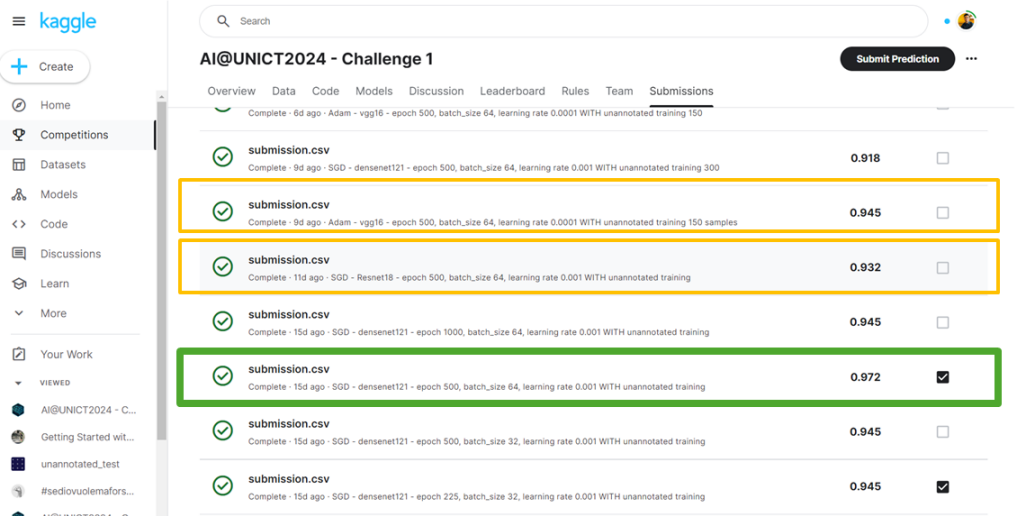 kaggle
Search
Create
AI@UNICT2024 - Challenge 1
Submit Prediction
Overview Data Code Models Discussion Leaderboard Rules Team Submissions
Home
Competitions
Datasets
Models
Code
Discussions
Learn
More
Your Work
VIEWED
AI@UNICT2024 - C...
Getting Started wit...
unannotated_test
#sediovuolemafors...
AI@UNICT2024 - C...
Complete · 6d ago · Adam - vgg16 - epoch 500, batch_size 64, learning rate 0.0001 WITH unannotated training 150
submission.csv
Complete · 9d ago · SGD - densenet121 - epoch 500, batch_size 64, learning rate 0.001 WITH unannotated training 300
0.918
submission.csv
Complete · 9d ago · Adam - vgg16 - epoch 500, batch_size 64, learning rate 0.0001 WITH unannotated training 150 samples
0.945
submission.csv
Complete · 11d ago · SGD - Resnet18 - epoch 500, batch_size 64, learning rate 0.001 WITH unannotated training
0.932
submission.csv
Complete · 15d ago · SGD - densenet121 - epoch 1000, batch_size 64, learning rate 0.001 WITH unannotated training
0.945
submission.csv
Complete · 15d ago · SGD - densenet121 - epoch 500, batch_size 64, learning rate 0.001 WITH unannotated training
0.972
submission.csv
Complete · 15d ago · SGD - densenet121 - epoch 500, batch_size 32, learning rate 0.001 WITH unannotated training
0.945
submission.csv
Complete · 15d ago · SGD - densenet121 - epoch 225, batch_size 32, learning rate 0.001 WITH unannotated training
0.945